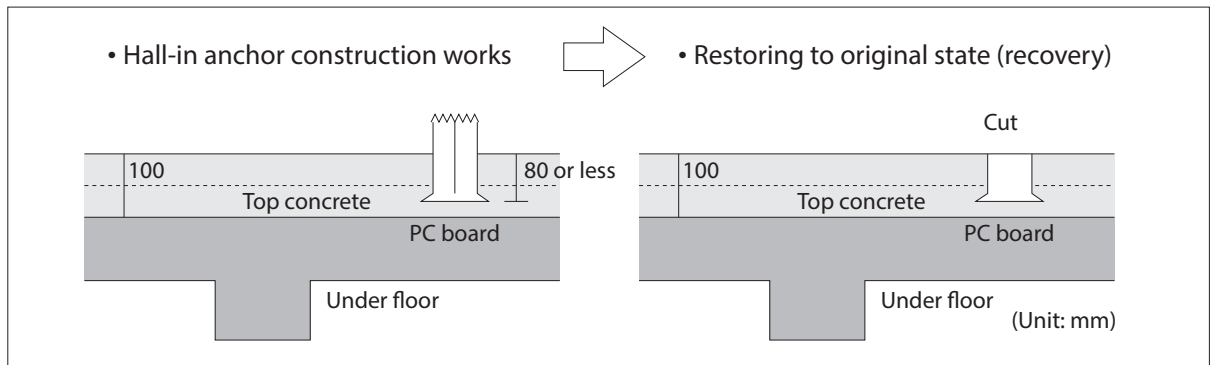 • Hall-in anchor construction works
• Restoring to original state (recovery)
100
80 or less
Top concrete
PC board
Under floor
Cut
100
Top concrete
PC board
Under floor
(Unit: mm)